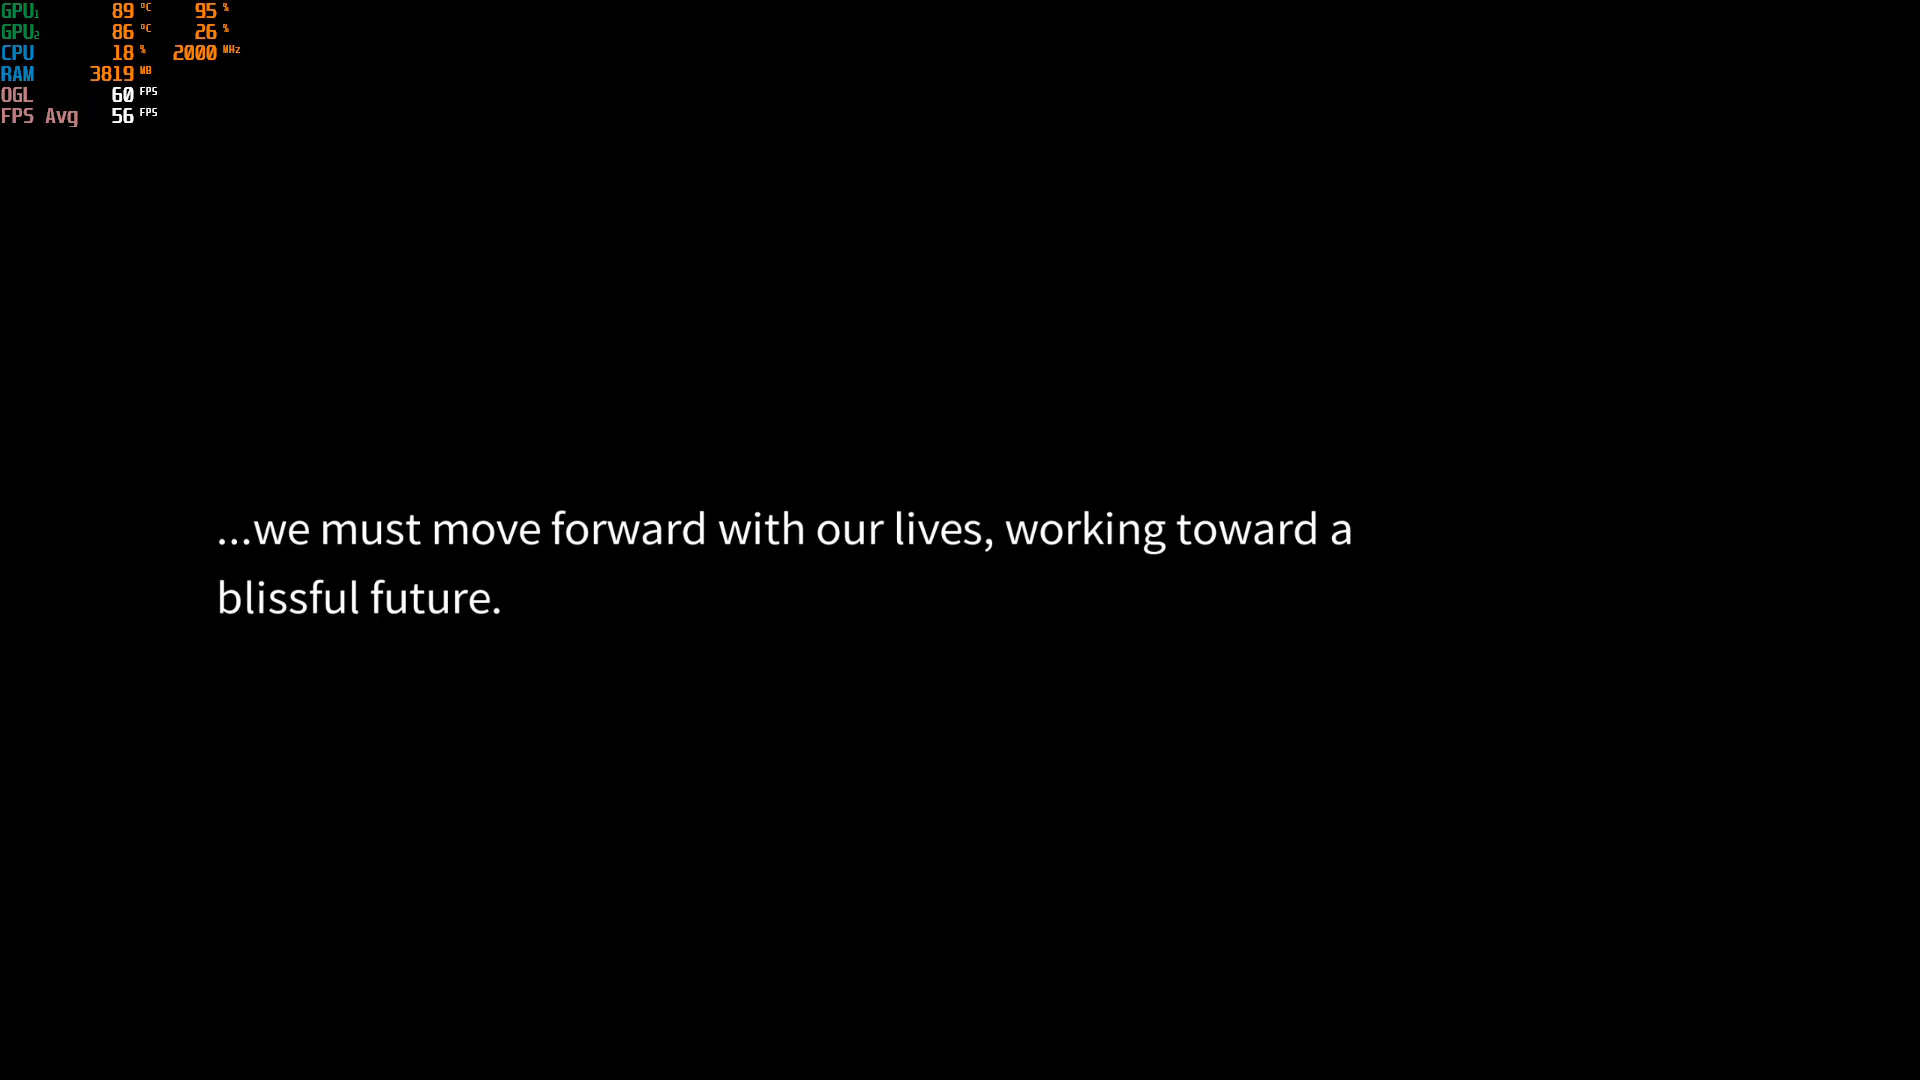 GPU1 89 °C 95 %
GPU2 86 °C 26 %
CPU 18 % 2000 MHz
RAM 3819 MB
OGL 60 FPS
FPS Avg 56 FPS
...we must move forward with our lives, working toward a
blissful future.